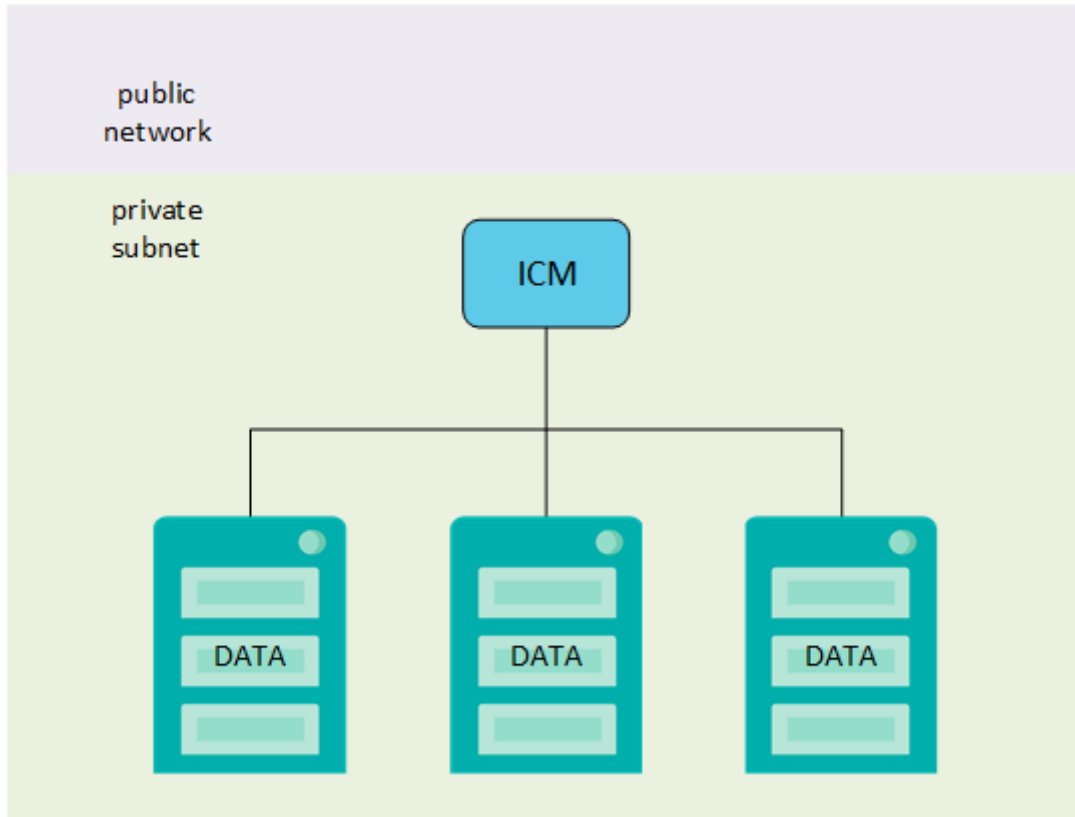 public
network
private
subnet
ICM
DATA
DATA
DATA